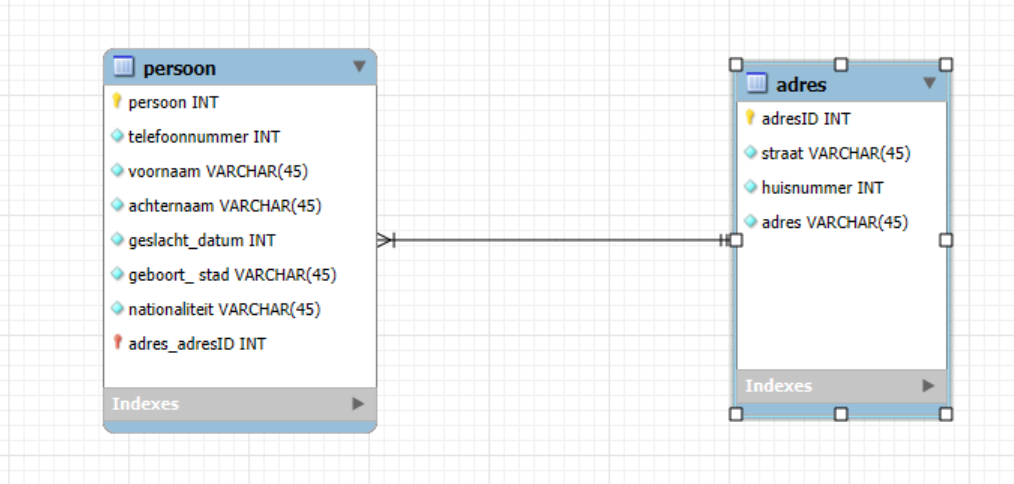 persoon
persoon INT
telefoonnummer INT
voornaam VARCHAR(45)
achternaam VARCHAR(45)
geslacht_datum INT
geboort_ stad VARCHAR(45)
nationaliteit VARCHAR(45)
adres_adresID INT
Indexes
adres
adresID INT
straat VARCHAR(45)
huisnummer INT
adres VARCHAR(45)
Indexes